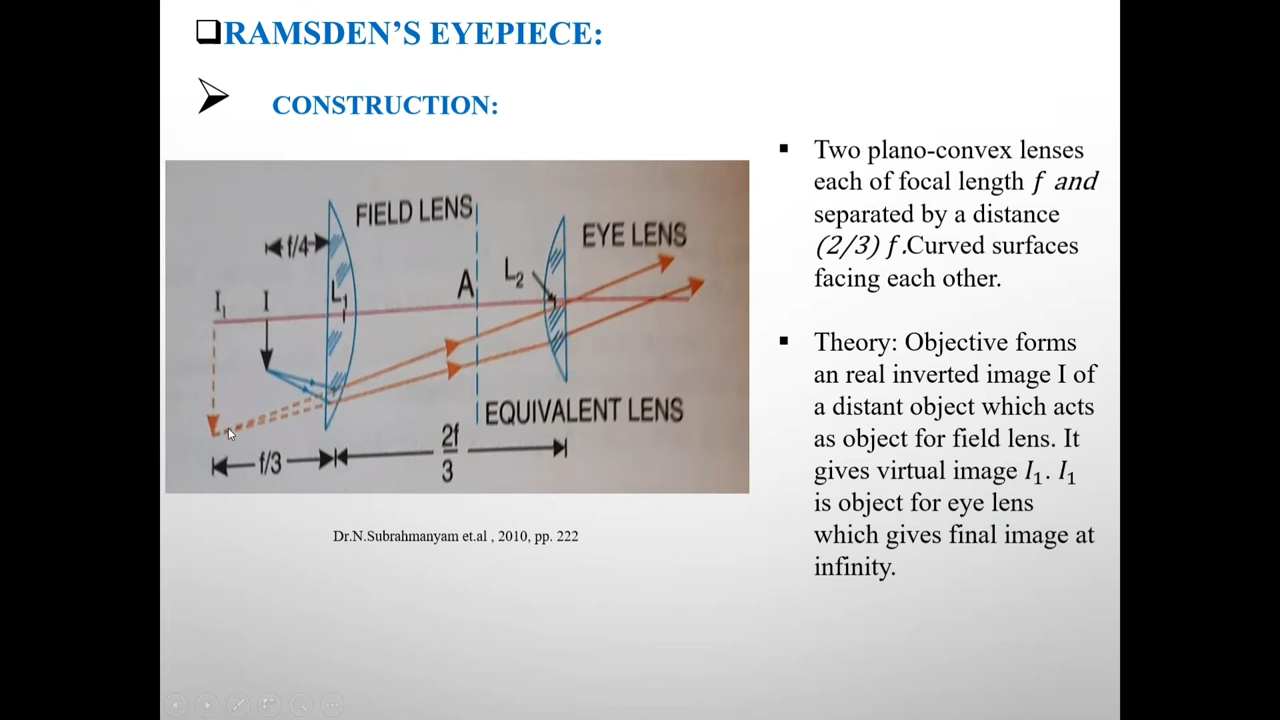 ❑RAMSDEN'S EYEPIECE:
➢ CONSTRUCTION:
FIELD LENS
f/4
EYE LENS
I₁ I L₁ A L₂
EQUIVALENT LENS
f/3 2f/3
Dr.N.Subrahmanyam et.al , 2010, pp. 222
▪ Two plano-convex lenses
each of focal length f and
separated by a distance
(2/3) f.Curved surfaces
facing each other.
▪ Theory: Objective forms
an real inverted image I of
a distant object which acts
as object for field lens. It
gives virtual image I₁. I₁
is object for eye lens
which gives final image at
infinity.